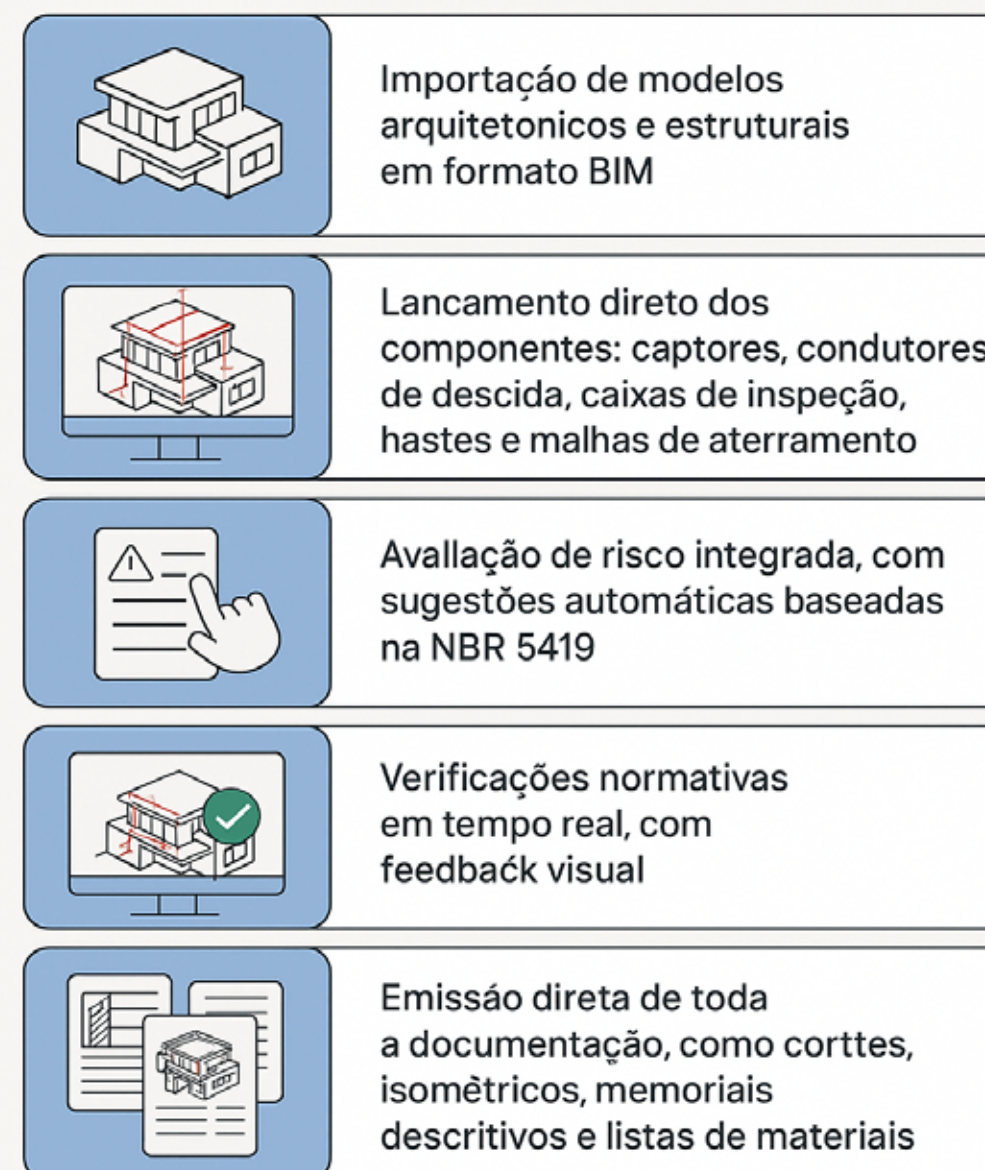 Importaçáo de modelos
arquitetonicos e estruturais
em formato BIM
Lancamento direto dos
componentes: captores, condutores
de descida, caixas de inspeção,
hastes e malhas de aterramento
Avallação de risco integrada, com
sugestões automáticas baseadas
na NBR 5419
Verificações normativas
em tempo real, com
feedbaćk visual
Emissáo direta de toda
a documentação, como corttes,
isomètricos, memoriais
descritivos e listas de materiais